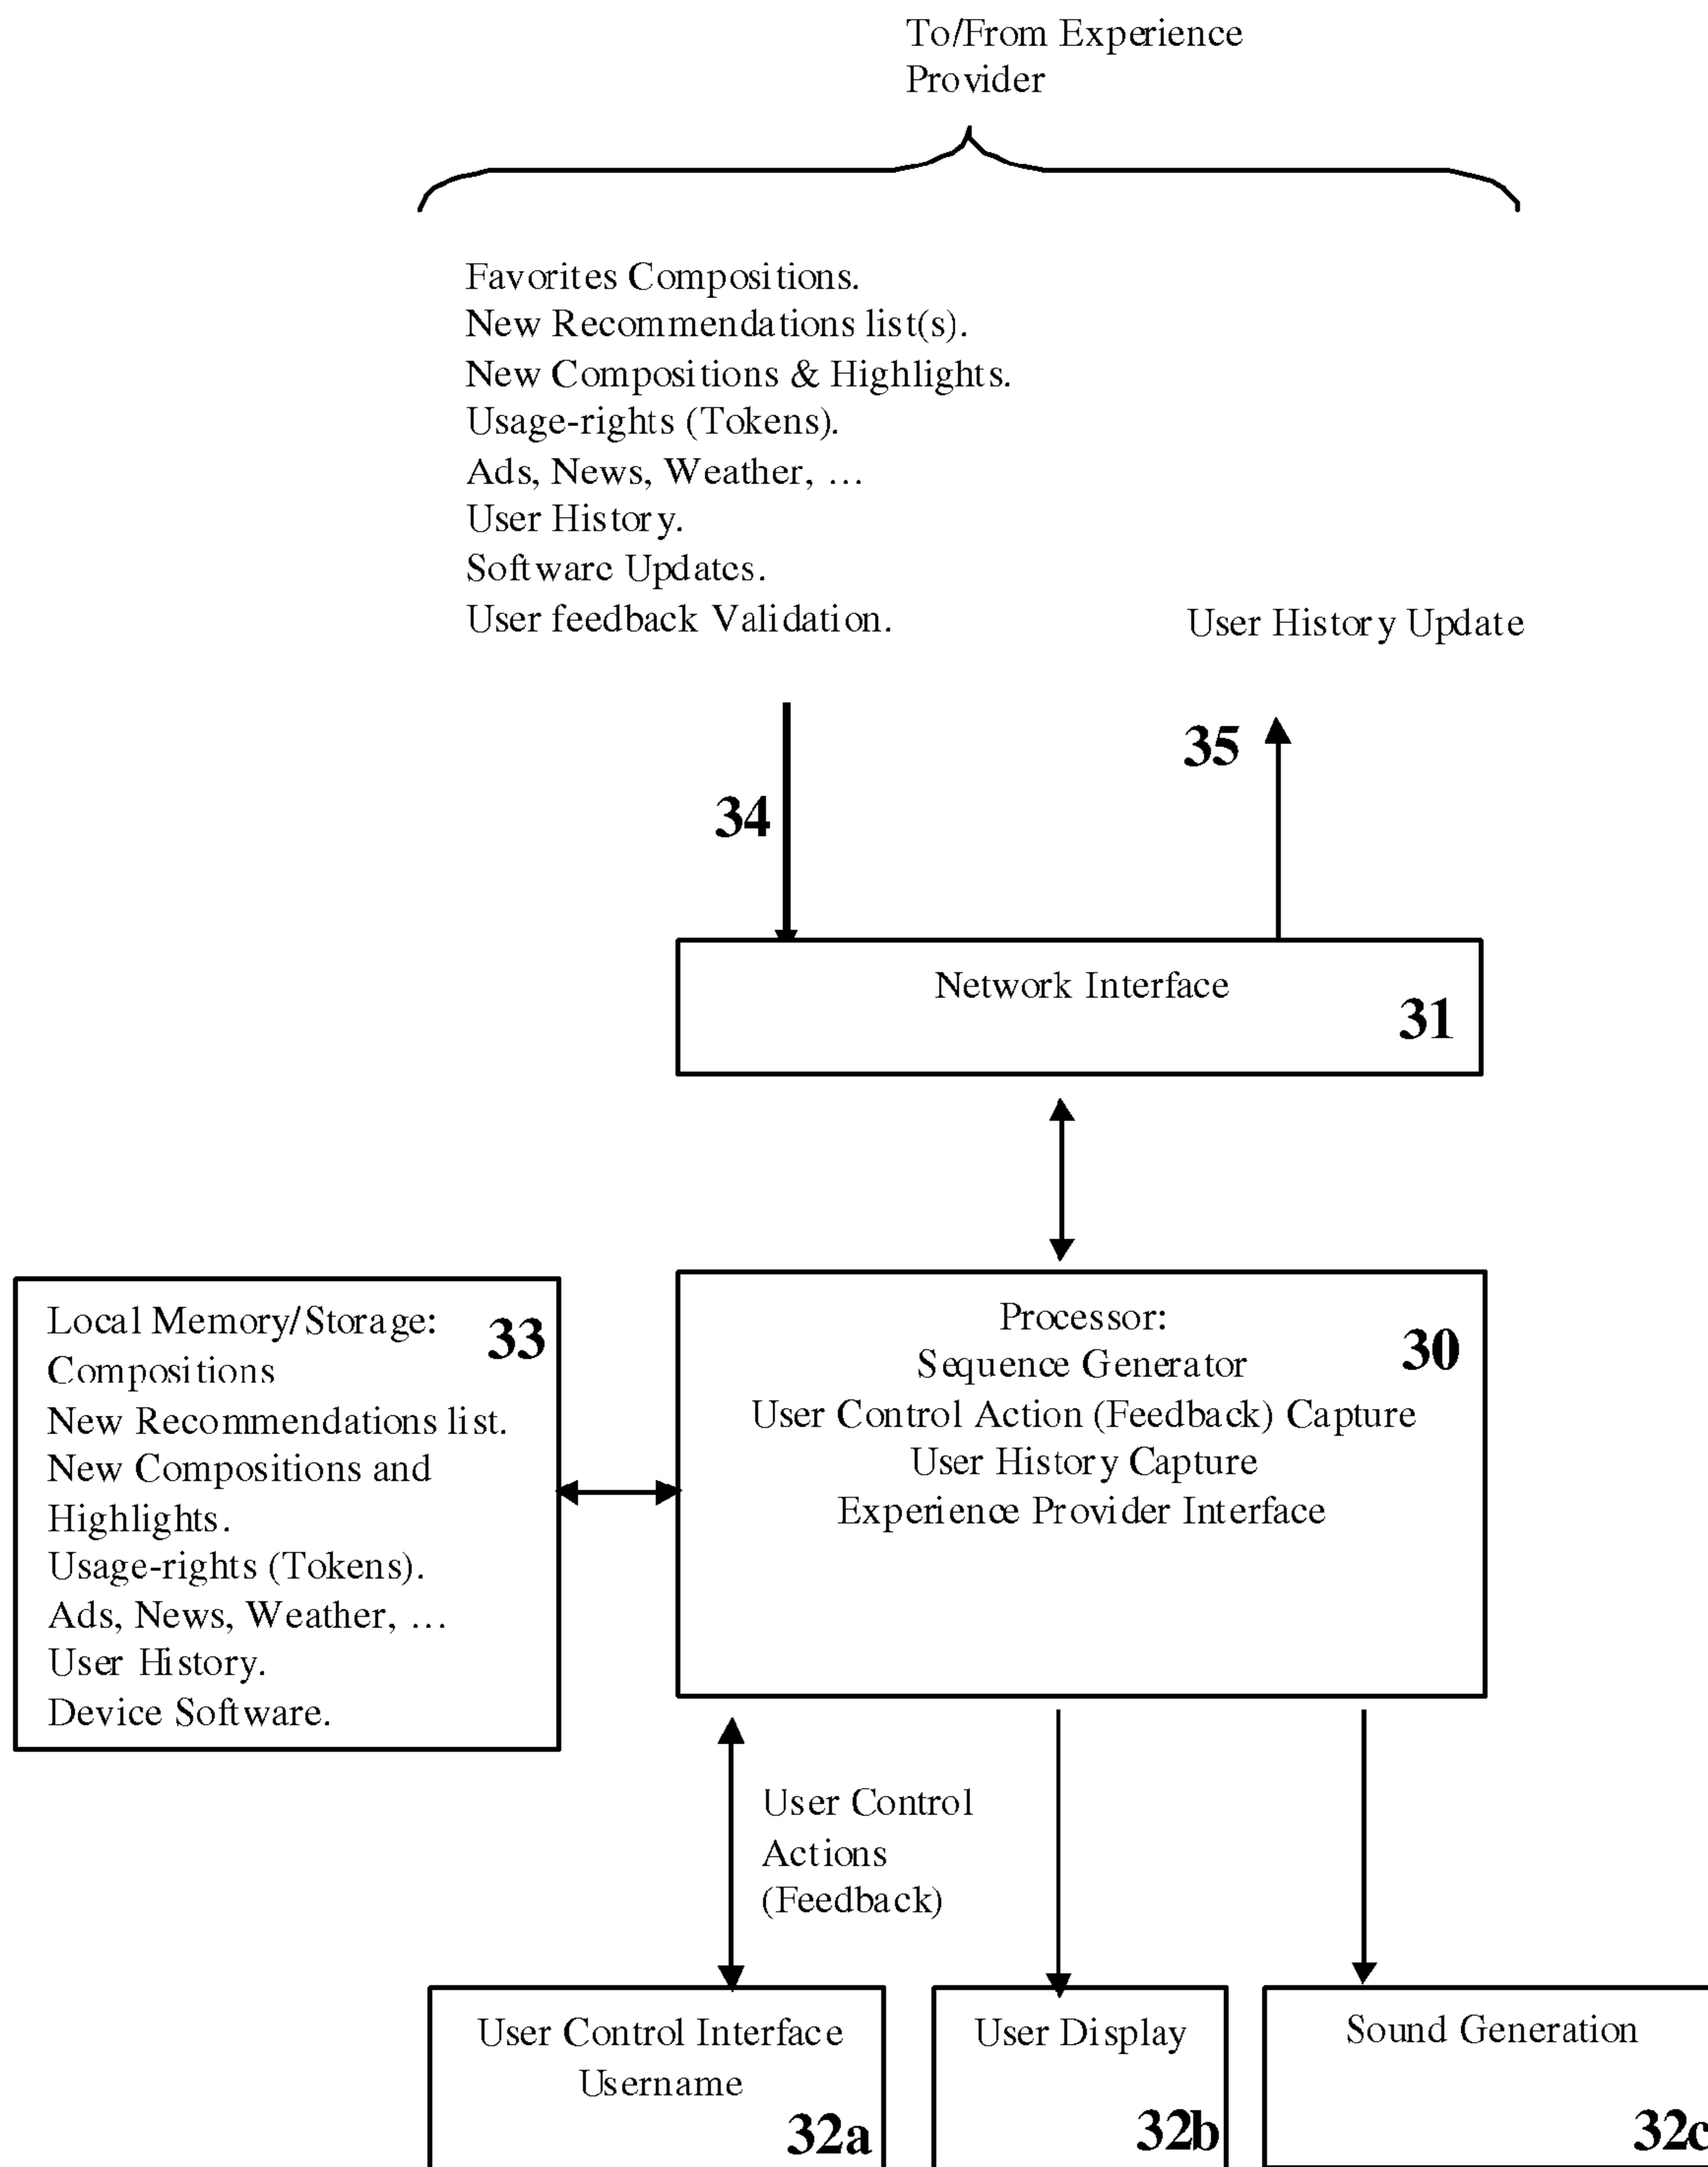 To/From Experience
Provider
Favorites Compositions.
New Recommendations list(s).
New Compositions & Highlights.
Usage-rights (Tokens).
Ads, News, Weather, …
User History.
Software Updates.
User feedback Validation.
User History Update
35
34
Network Interface
31
Local Memory/Storage:
33
Compositions
New Recommendations list.
New Compositions and
Highlights.
Usage-rights (Tokens).
Ads, News, Weather, …
User History.
Device Software.
Processor:
30
Sequence Generator
User Control Action (Feedback) Capture
User History Capture
Experience Provider Interface
User Control
Actions
(Feedback)
User Control Interface
Username
32a
User Display
32b
Sound Generation
32c